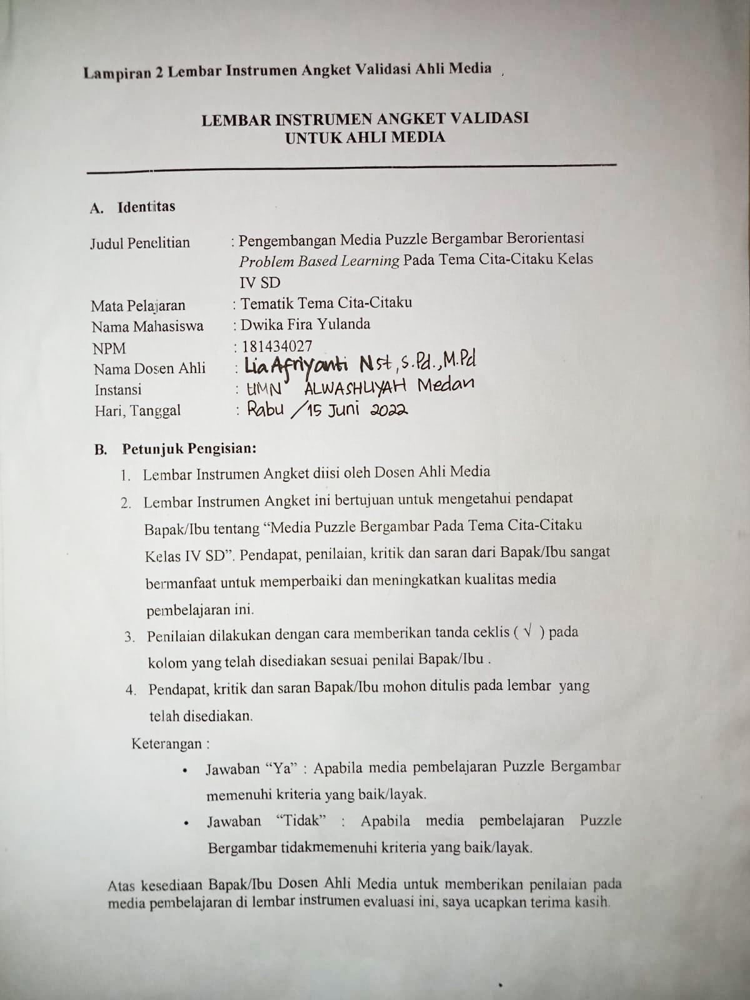 Lampiran 2 Lembar Instrumen Angket Validasi Ahli Media
LEMBAR INSTRUMEN ANGKET VALIDASI
UNTUK AHLI MEDIA
A. Identitas
Judul Penelitian : Pengembangan Media Puzzle Bergambar Berorientasi
Problem Based Learning Pada Tema Cita-Citaku Kelas
IV SD
Mata Pelajaran : Tematik Tema Cita-Citaku
Nama Mahasiswa : Dwika Fira Yulanda
NPM : 181434027
Nama Dosen Ahli : Lia Afriyanti Nst, S.Pd., M.Pd
Instansi : UMN ALWASHLIYAH Medan
Hari, Tanggal : Rabu / 15 Juni 2022
B. Petunjuk Pengisian:
1. Lembar Instrumen Angket diisi oleh Dosen Ahli Media
2. Lembar Instrumen Angket ini bertujuan untuk mengetahui pendapat
Bapak/Ibu tentang “Media Puzzle Bergambar Pada Tema Cita-Citaku
Kelas IV SD”. Pendapat, penilaian, kritik dan saran dari Bapak/Ibu sangat
bermanfaat untuk memperbaiki dan meningkatkan kualitas media
pembelajaran ini.
3. Penilaian dilakukan dengan cara memberikan tanda ceklis ( √ ) pada
kolom yang telah disediakan sesuai penilai Bapak/Ibu .
4. Pendapat, kritik dan saran Bapak/Ibu mohon ditulis pada lembar yang
telah disediakan.
Keterangan :
• Jawaban “Ya” : Apabila media pembelajaran Puzzle Bergambar
memenuhi kriteria yang baik/layak.
• Jawaban “Tidak” : Apabila media pembelajaran Puzzle
Bergambar tidakmemenuhi kriteria yang baik/layak.
Atas kesediaan Bapak/Ibu Dosen Ahli Media untuk memberikan penilaian pada
media pembelajaran di lembar instrumen evaluasi ini, saya ucapkan terima kasih.